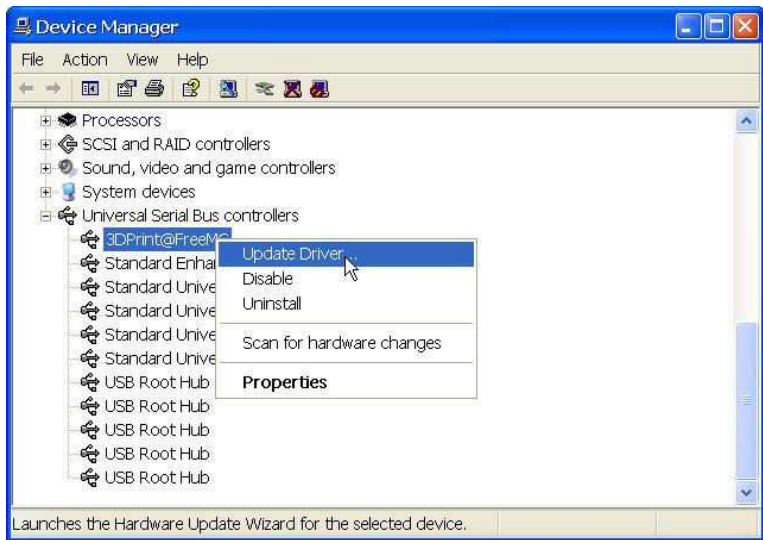 Device Manager
File Action View Help
Processors
SCSI and RAID controllers
Sound, video and game controllers
System devices
Universal Serial Bus controllers
3DPrint@FreeM
Update Driver...
Standard Enha
Disable
Standard Unive
Uninstall
Standard Unive
Standard Unive
Scan for hardware changes
Standard Unive
USB Root Hub
Properties
USB Root Hub
USB Root Hub
USB Root Hub
USB Root Hub
Launches the Hardware Update Wizard for the selected device.